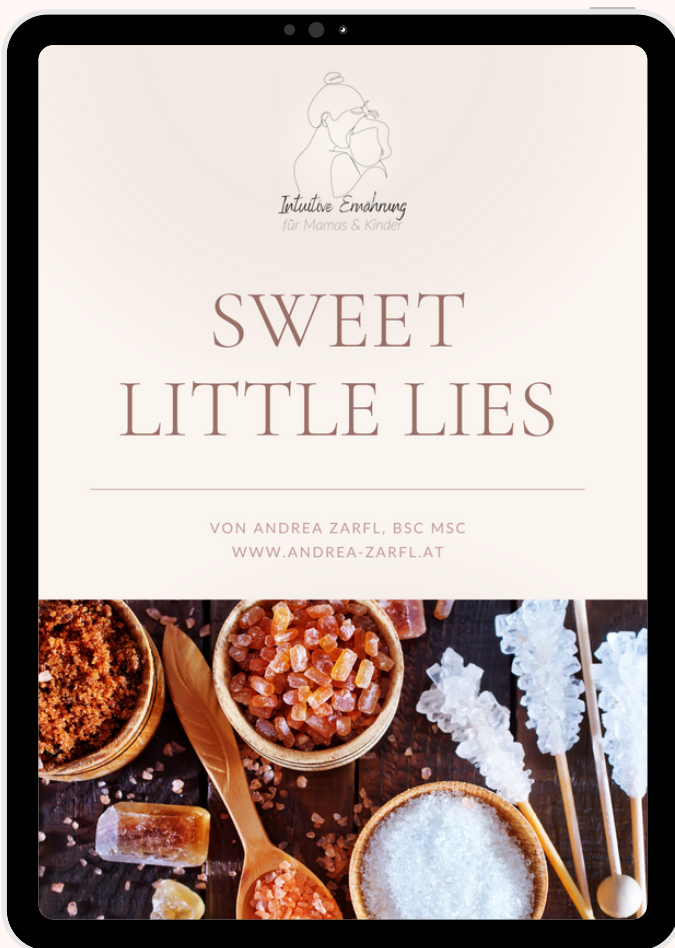 Intuitive Ernährung
für Mamas & Kinder
SWEET
LITTLE LIES
VON ANDREA ZARFL, BSC MSC
WWW.ANDREA-ZARFL.AT